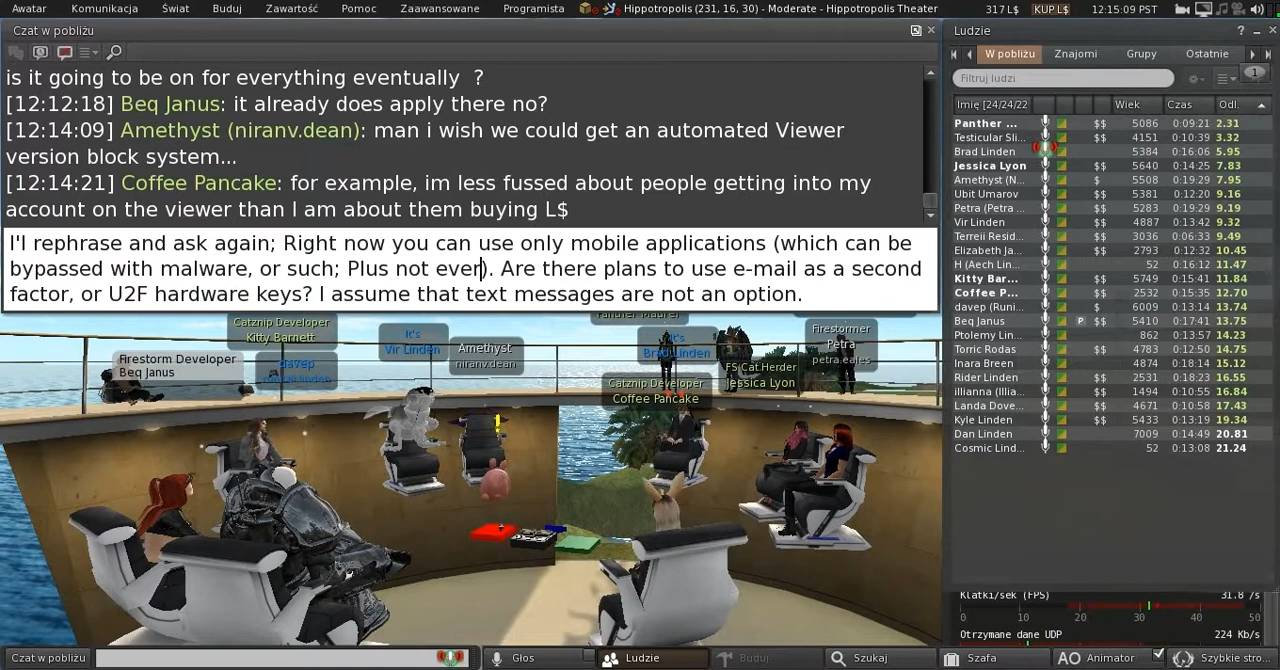 Awatar Komunikacja Świat Buduj Zawartość Pomoc Zaawansowane Programista Hippotropolis (231, 16, 30) - Moderate - Hippotropolis Theater 317 L$ KUP L$ 12:15:09 PST
Czat w pobliżu
is it going to be on for everything eventually ?
[12:12:18] Beq Janus: it already does apply there no?
[12:14:09] Amethyst (niranv.dean): man i wish we could get an automated Viewer
version block system...
[12:14:21] Coffee Pancake: for example, im less fussed about people getting into my
account on the viewer than I am about them buying L$
I'l rephrase and ask again; Right now you can use only mobile applications (which can be
bypassed with malware, or such; Plus not ever). Are there plans to use e-mail as a second
factor, or U2F hardware keys? I assume that text messages are not an option.
Catznip Developer
Kitty Barnett
It's
Vir Linden
Amethyst
niranv.dean
Firestorm Developer
Beq Janus
davep
It's
Brad Linden
Firestormer
Petra
petra eales
FS Cat Herder
Jessica Lyon
Catznip Developer
Coffee Pancake
Ludzie
W pobliżu Znajomi Grupy Ostatnie
1
Filtruj ludzi
Imię [24/24/22 Wiek Czas Odl.
Panther ... $$ 5086 0:09:21 2.31
Testicular Sli... $$ 4151 0:10:39 3.32
Brad Linden 5384 0:16:06 5.95
Jessica Lyon $$ 5640 0:14:25 7.83
Amethyst (N... 5508 0:19:29 7.95
Ubit Umarov $$ 5381 0:12:20 9.16
Petra (Petra ... $$ 5283 0:19:29 9.19
Vir Linden $$ 4887 0:13:42 9.32
Terreii Resid... $$ 3036 0:06:33 9.49
Elizabeth Ja... $$ 2793 0:12:32 10.45
H (Aech Lin... 52 0:16:12 11.47
Kitty Bar... $$ 5749 0:15:41 11.84
Coffee P... $$ 2532 0:15:35 12.70
davep (Runi... $ 6009 0:13:14 13.74
Beq Janus P $$ 5410 0:17:41 13.75
Ptolemy Lin... 862 0:13:57 14.23
Torric Rodas $$ 4783 0:12:50 14.75
Inara Breen 4874 0:18:14 15.12
Rider Linden $$ 2531 0:18:23 16.55
illianna (Illia... $$ 1494 0:10:55 16.84
Landa Dove... $$ 4671 0:10:58 17.43
Kyle Linden $$ 5433 0:13:19 19.34
Dan Linden 7009 0:14:49 20.81
Cosmic Lind... 52 0:13:08 21.24
Klatki/sek (FPS) 31.8 /s
0 10 20 30 40 50
Otrzymane dane UDP 224 Kb/s
Czat w pobliżu Głos Ludzie Buduj Szukaj Szafa AO Animator Szybkie stro...